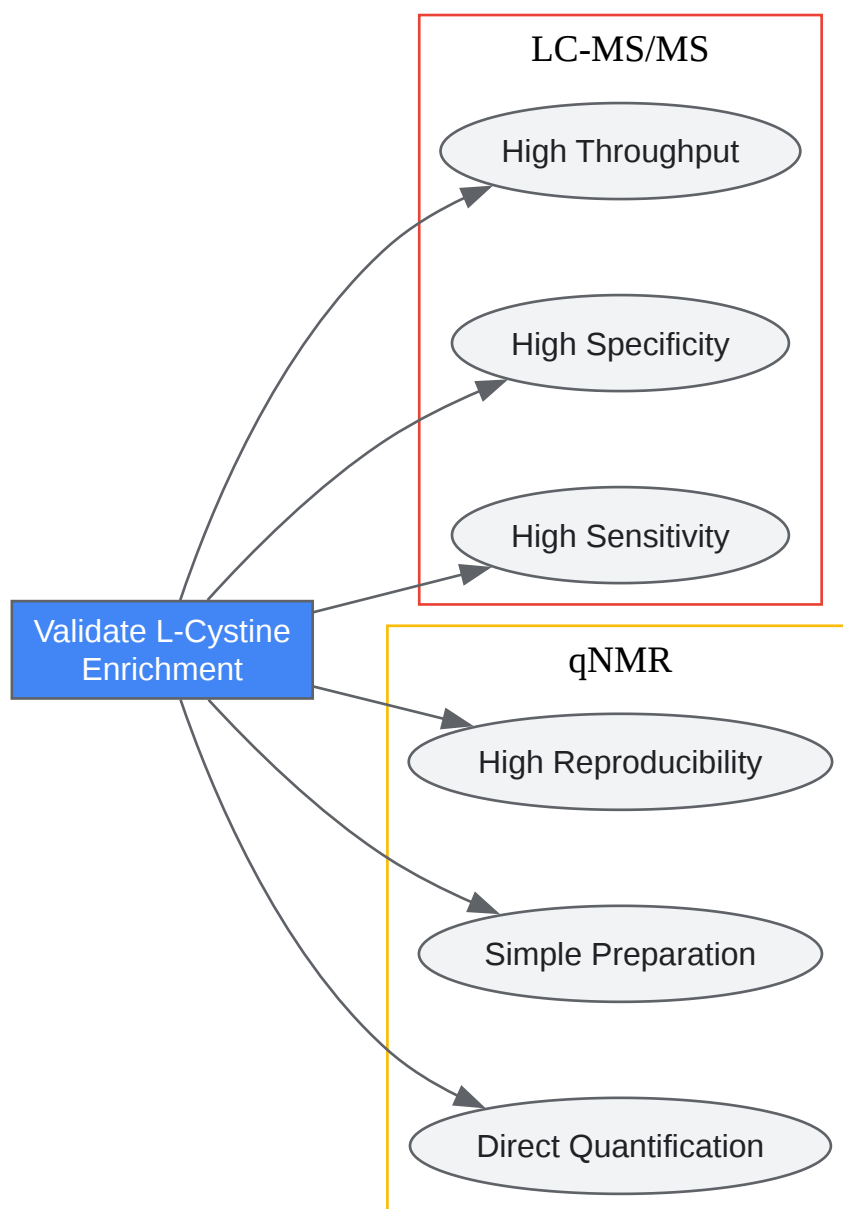 LC-MS/MS
High Throughput
High Specificity
High Sensitivity
Validate L-Cystine
Enrichment
qNMR
High Reproducibility
Simple Preparation
Direct Quantification